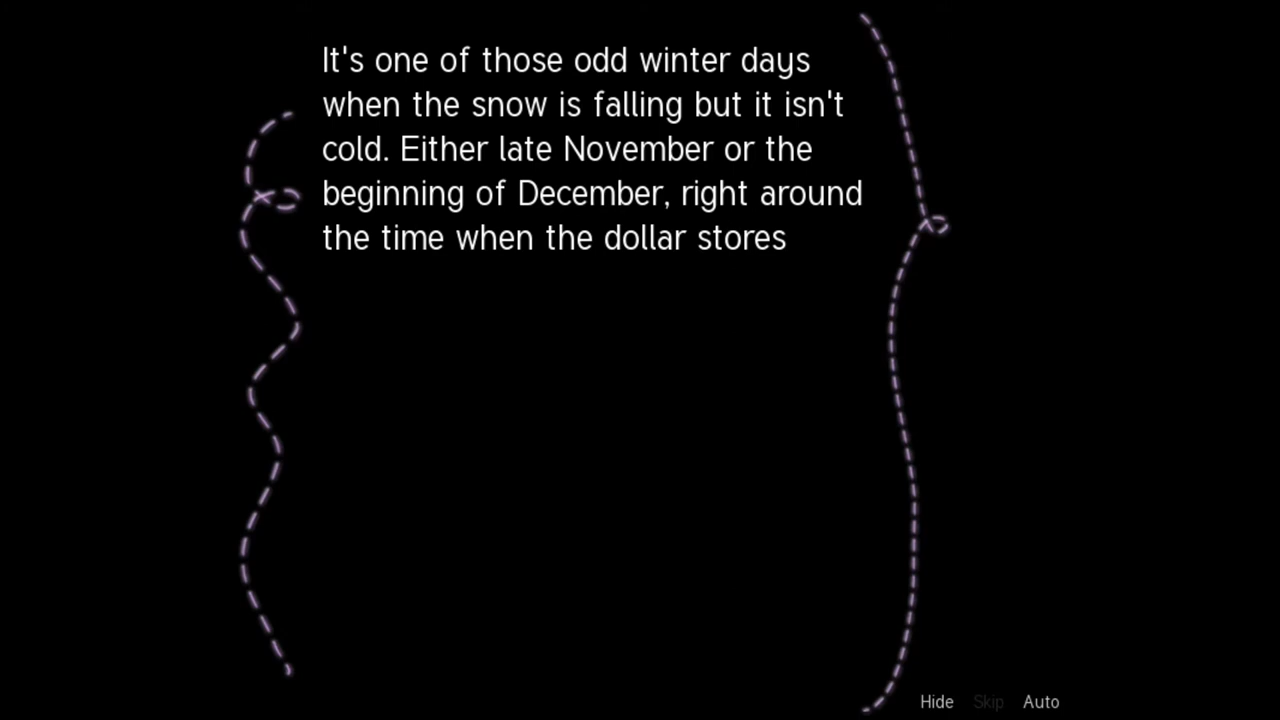 It's one of those odd winter days
when the snow is falling but it isn't
cold. Either late November or the
beginning of December, right around
the time when the dollar stores
Hide Skip Auto